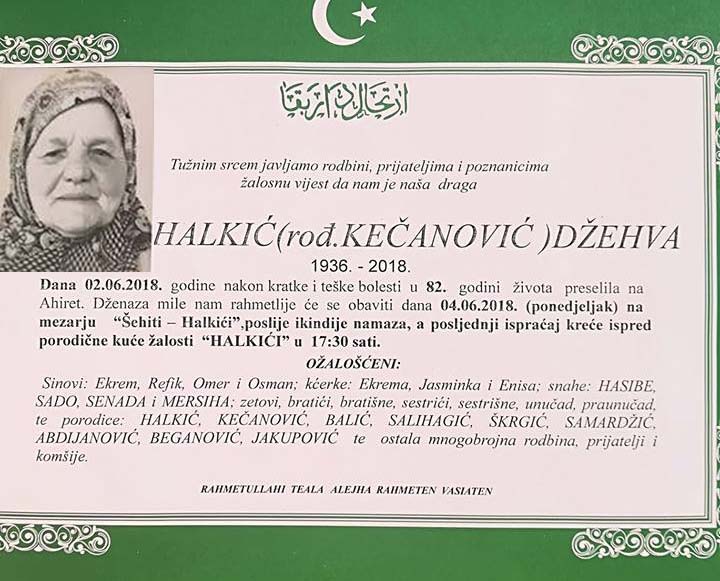 ارتحال دار بقا
Tužnim srcem javljamo rodbini, prijateljima i poznanicima
žalosnu vijest da nam je naša draga
HALKIĆ(rođ.KEČANOVIĆ )DŽEHVA
1936. - 2018.
Dana 02.06.2018. godine nakon kratke i teške bolesti u 82. godini života preselila na
Ahiret. Dženaza mile nam rahmetlije će se obaviti dana 04.06.2018. (ponedjeljak) na
mezarju “Šehiti – Halkići”,poslije ikindije namaza, a posljednji ispraćaj kreće ispred
porodične kuće žalosti “HALKIĆI” u 17:30 sati.
OŽALOŠĆENI:
Sinovi: Ekrem, Refik, Omer i Osman; kćerke: Ekrema, Jasminka i Enisa; snahe: HASIBE,
SADO, SENADA i MERSIHA; zetovi, bratići, bratišne, sestrići, sestrišne, unučad, praunučad,
te porodice: HALKIĆ, KEČANOVIĆ, BALIĆ, SALIHAGIĆ, ŠKRGIĆ, SAMARDŽIĆ,
ABDIJANOVIĆ, BEGANOVIĆ, JAKUPOVIĆ te ostala mnogobrojna rodbina, prijatelji i
komšije.
RAHMETULLAHI TEALA ALEJHA RAHMETEN VASIATEN